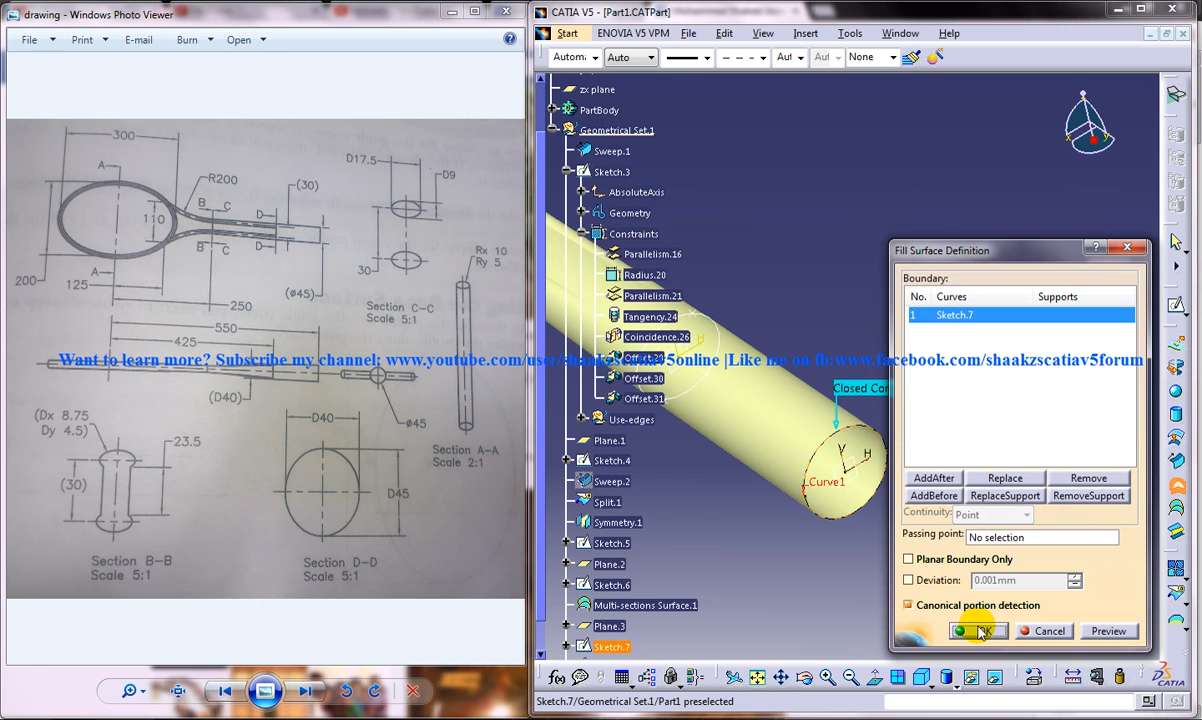 drawing - Windows Photo Viewer
File
Print
E-mail
Burn
Open
300
A
R200
(30)
D17.5
D9
B
C
D
110
B
C
D
30
A
200
125
(ø45)
250
Section C-C
Scale 5:1
Rx 10
Ry 5
550
425
(D40)
ø45
Section A-A
Scale 2:1
(Dx 8.75
Dy 4.5)
23.5
(30)
D40
D45
Section B-B
Scale 5:1
Section D-D
Scale 5:1
Want to learn more? Subscribe my channel: www.youtube.com/user/shaakzscatiav5online |Like me on fb:www.facebook.com/shaakzscatiav5forum
CATIA V5 - [Part1.CATPart]
Start
ENOVIA V5 VPM
File
Edit
View
Insert
Tools
Window
Help
Automa
Auto
Aut
Aut
None
zx plane
PartBody
Geometrical Set.1
Sweep.1
Sketch.3
AbsoluteAxis
Geometry
Constraints
Parallelism.16
Radius.20
Parallelism.21
Tangency.24
Coincidence.26
Offset.30
Offset.31
Use-edges
Plane.1
Sketch.4
Sweep.2
Split.1
Symmetry.1
Sketch.5
Plane.2
Sketch.6
Multi-sections Surface.1
Plane.3
Sketch.7
Closed Con
V
H
Curve1
Fill Surface Definition
Boundary:
No. Curves Supports
1 Sketch.7
AddAfter Replace Remove
AddBefore ReplaceSupport RemoveSupport
Continuity: Point
Passing point: No selection
Planar Boundary Only
Deviation: 0.001mm
Canonical portion detection
OK Cancel Preview
Sketch.7/Geometrical Set.1/Part1 preselected
CATIA